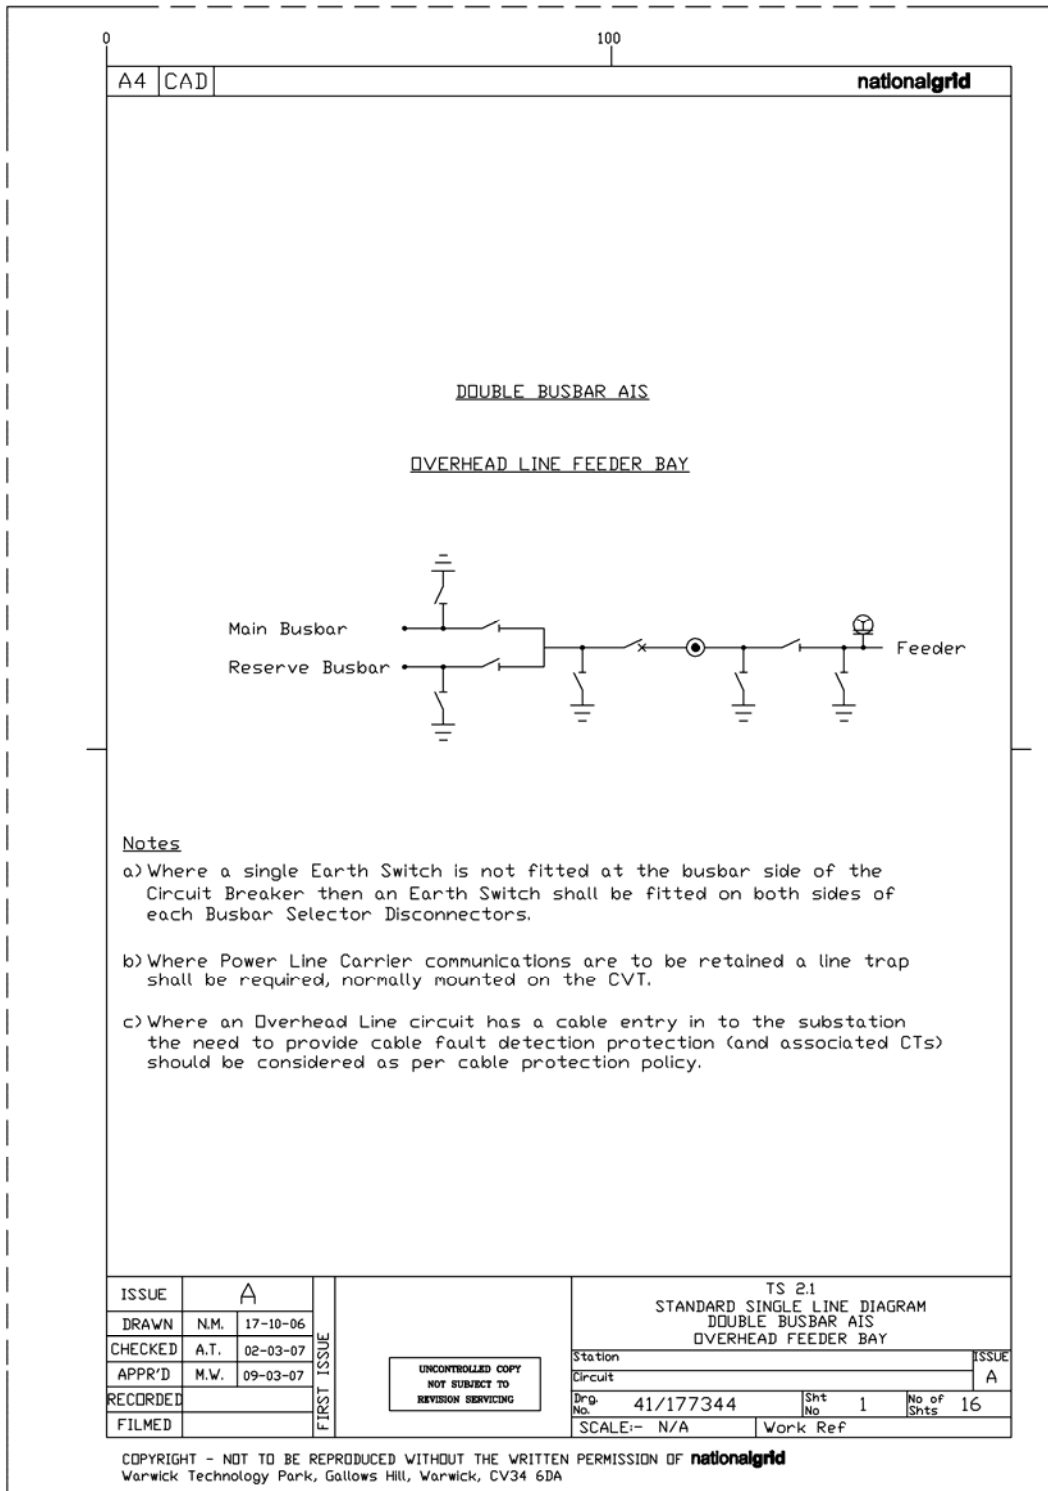 0
100
A4 CAD
nationalgrid
DOUBLE BUSBAR AIS
OVERHEAD LINE FEEDER BAY
Main Busbar
Reserve Busbar
Feeder
Notes
a) Where a single Earth Switch is not fitted at the busbar side of the
Circuit Breaker then an Earth Switch shall be fitted on both sides of
each Busbar Selector Disconnectors.
b) Where Power Line Carrier communications are to be retained a line trap
shall be required, normally mounted on the CVT.
c) Where an Overhead Line circuit has a cable entry in to the substation
the need to provide cable fault detection protection (and associated CTs)
should be considered as per cable protection policy.
ISSUE A
DRAWN N.M. 17-10-06
CHECKED A.T. 02-03-07
APPR'D M.W. 09-03-07
RECORDED
FILMED
FIRST ISSUE
UNCONTROLLED COPY
NOT SUBJECT TO
REVISION SERVICING
TS 2.1
STANDARD SINGLE LINE DIAGRAM
DOUBLE BUSBAR AIS
OVERHEAD FEEDER BAY
Station
Circuit
ISSUE
A
Drg. No. 41/177344
Sht No 1
No of Shts 16
SCALE:- N/A
Work Ref
COPYRIGHT - NOT TO BE REPRODUCED WITHOUT THE WRITTEN PERMISSION OF nationalgrid
Warwick Technology Park, Gallows Hill, Warwick, CV34 6DA